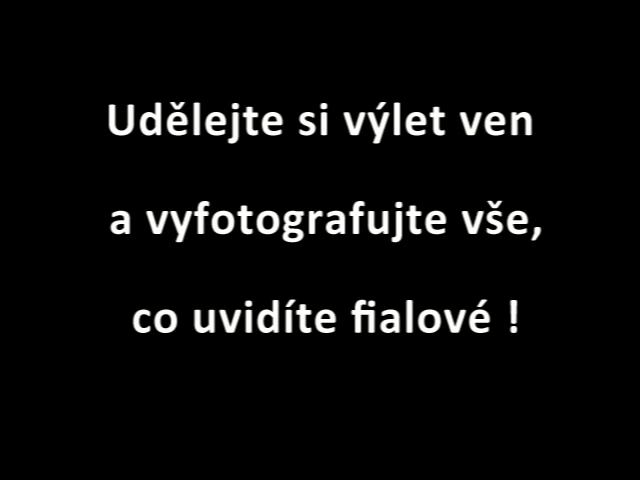 Udělejte si výlet ven
a vyfotografujte vše,
co uvidíte fialové !